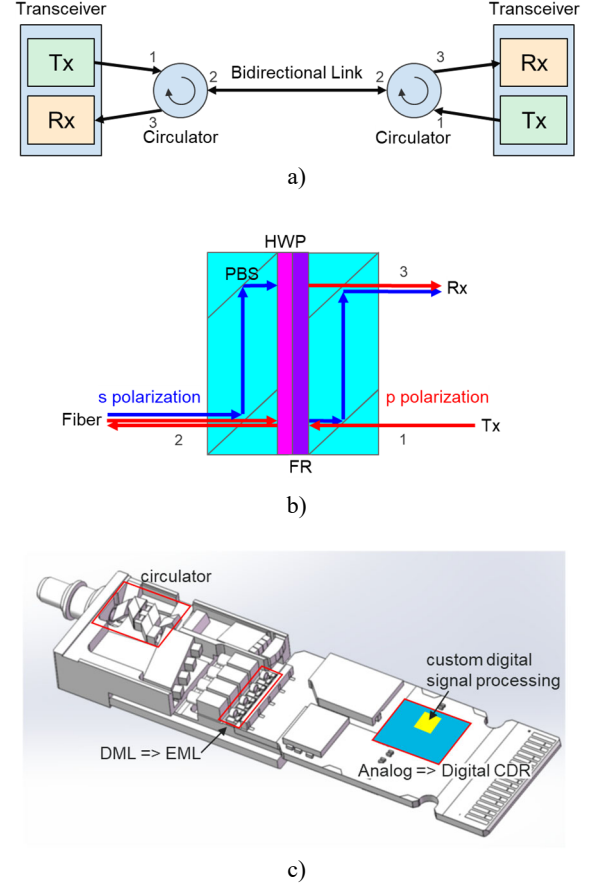 Transceiver
Transceiver
Tx
1
2
Bidirectional Link
2
3
Rx
Rx
3
Circulator
Circulator
1
Tx
a)
HWP
PBS
3
Rx
s polarization
p polarization
Fiber
2
1
Tx
FR
b)
circulator
custom digital
signal processing
DML => EML
Analog => Digital CDR
c)